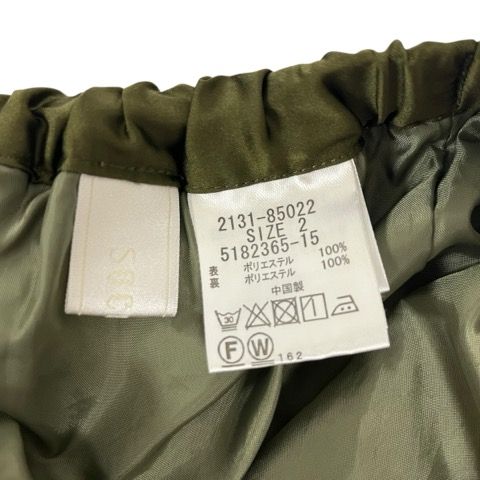 2131-85022
SIZE 2
5182365-15
表 ポリエステル 100%
裏 ポリエステル 100%
中国製
30
F W 162